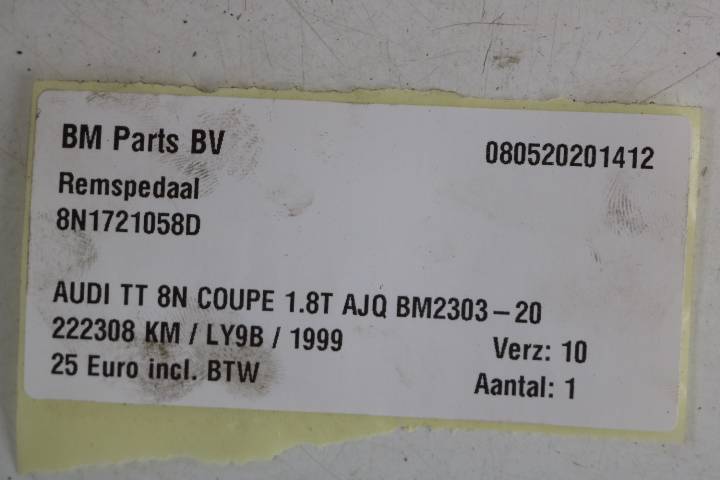 BM Parts BV 080520201412
Remspedaal
8N1721058D
AUDI TT 8N COUPE 1.8T AJQ BM2303-20
222308 KM / LY9B / 1999 Verz: 10
25 Euro incl. BTW Aantal: 1